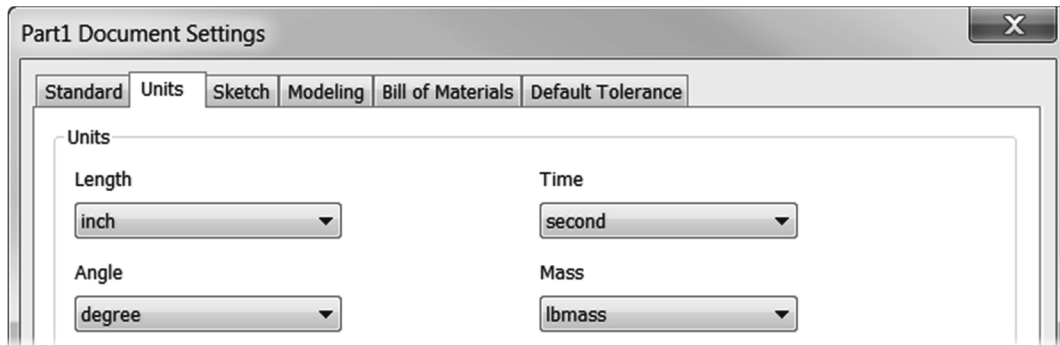 Part1 Document Settings
X
Standard Units Sketch Modeling Bill of Materials Default Tolerance
Units
Length Time
inch second
Angle Mass
degree lbmass